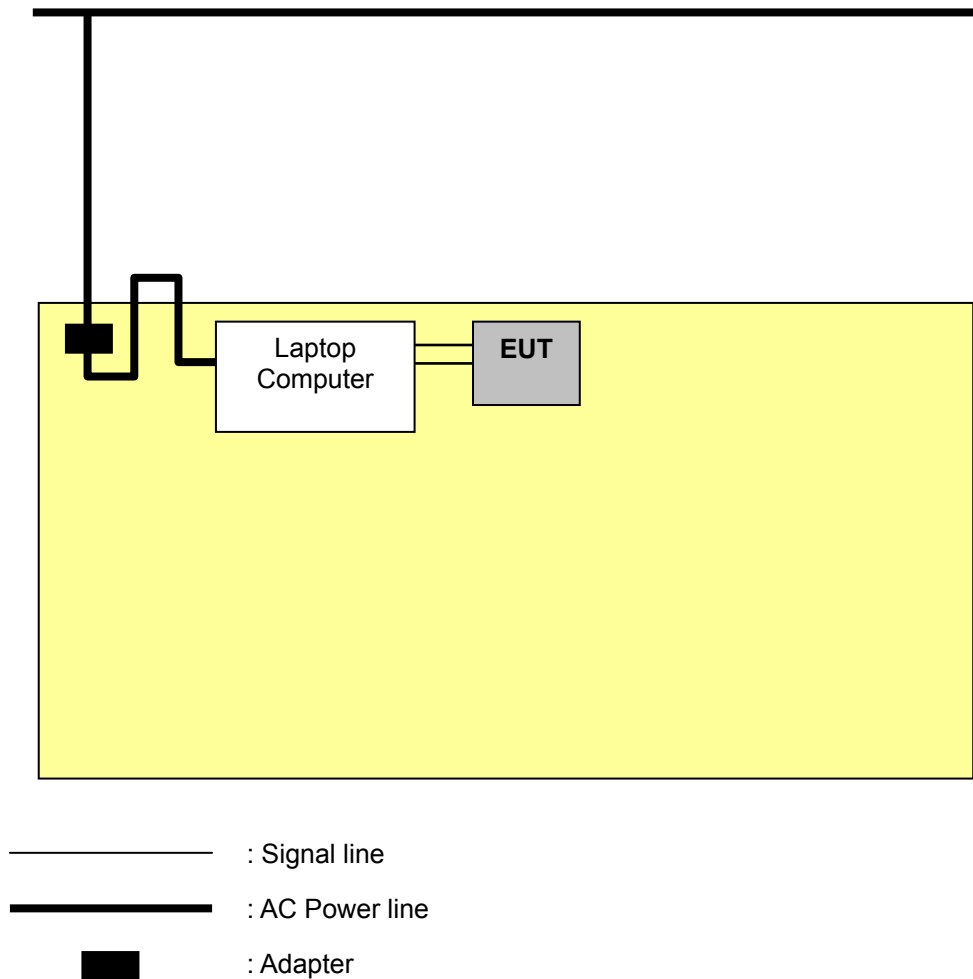 Laptop
Computer
EUT
: Signal line
: AC Power line
: Adapter